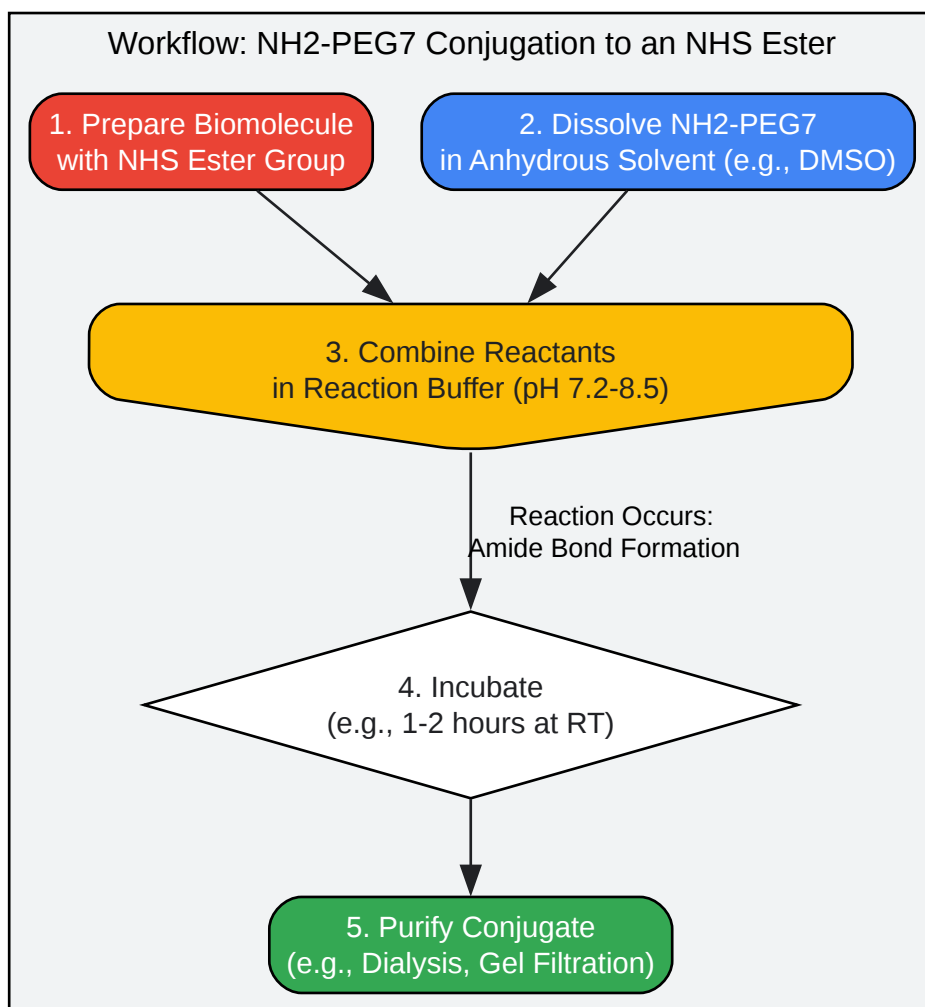 Workflow: NH2-PEG7 Conjugation to an NHS Ester
1. Prepare Biomolecule
with NHS Ester Group
2. Dissolve NH2-PEG7
in Anhydrous Solvent (e.g., DMSO)
3. Combine Reactants
in Reaction Buffer (pH 7.2-8.5)
Reaction Occurs:
Amide Bond Formation
4. Incubate
(e.g., 1-2 hours at RT)
5. Purify Conjugate
(e.g., Dialysis, Gel Filtration)